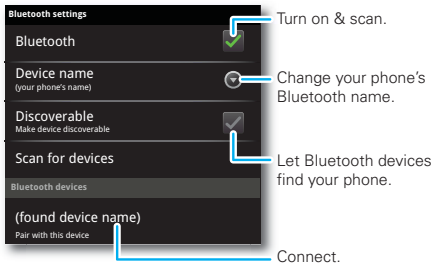 Bluetooth settings
Bluetooth
Device name
(your phone's name)
Discoverable
Make device discoverable
Scan for devices
Bluetooth devices
(found device name)
Pair with this device
Turn on & scan.
Change your phone's
Bluetooth name.
Let Bluetooth devices
find your phone.
Connect.